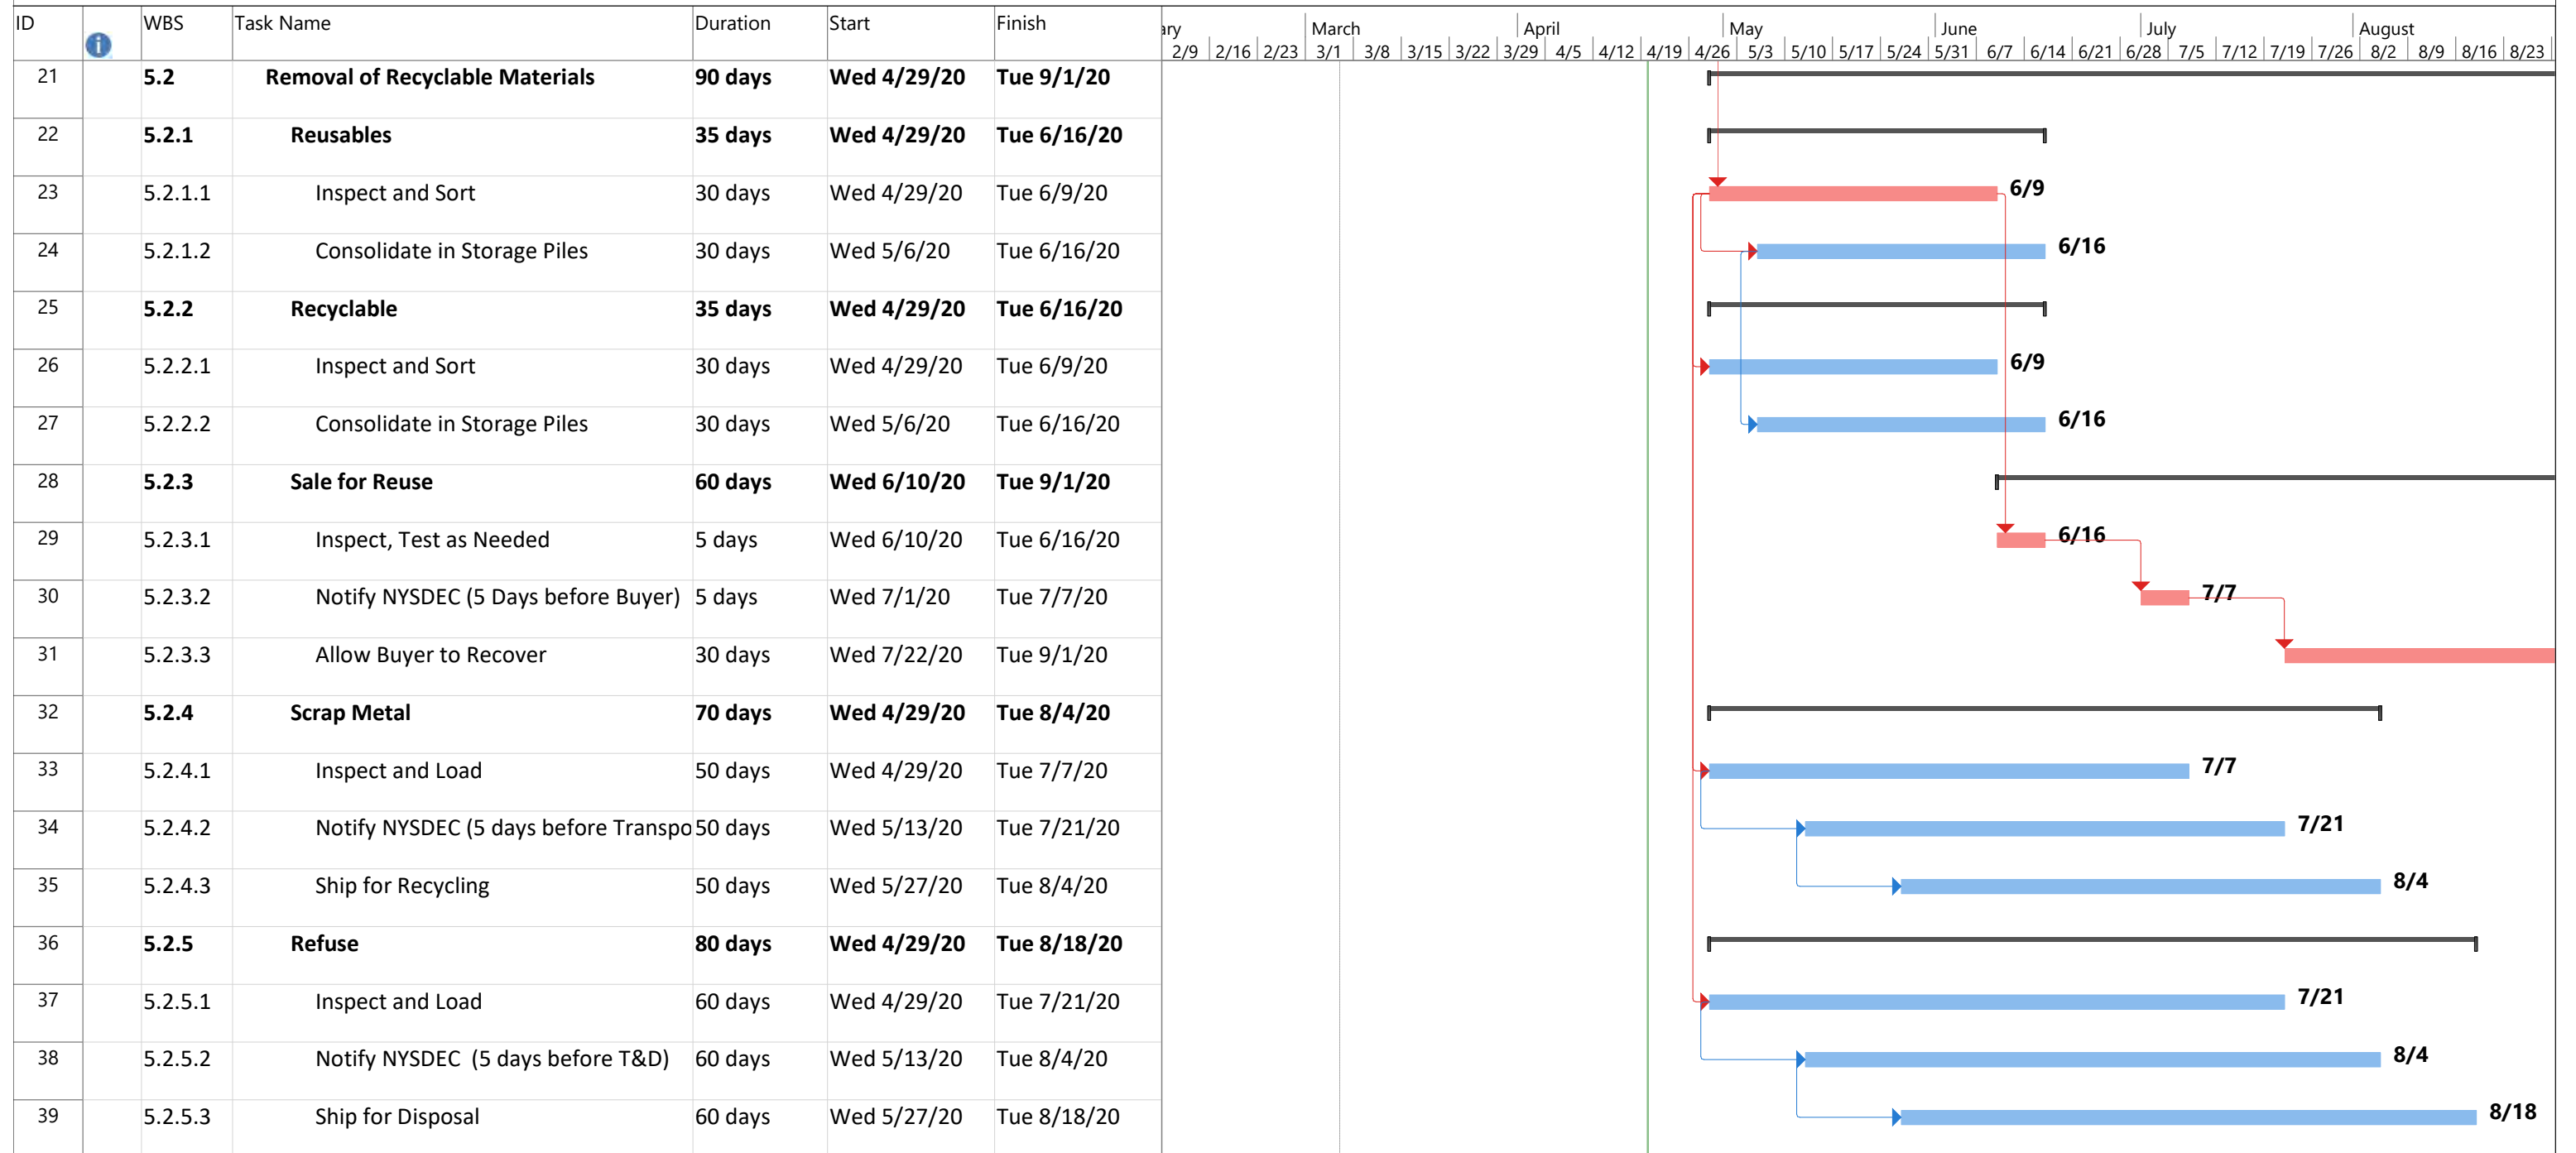 ID WBS Task Name Duration Start Finish
ry March April May June July August
2/9 2/16 2/23 3/1 3/8 3/15 3/22 3/29 4/5 4/12 4/19 4/26 5/3 5/10 5/17 5/24 5/31 6/7 6/14 6/21 6/28 7/5 7/12 7/19 7/26 8/2 8/9 8/16 8/23
21 5.2 Removal of Recyclable Materials 90 days Wed 4/29/20 Tue 9/1/20
22 5.2.1 Reusables 35 days Wed 4/29/20 Tue 6/16/20
23 5.2.1.1 Inspect and Sort 30 days Wed 4/29/20 Tue 6/9/20 6/9
24 5.2.1.2 Consolidate in Storage Piles 30 days Wed 5/6/20 Tue 6/16/20 6/16
25 5.2.2 Recyclable 35 days Wed 4/29/20 Tue 6/16/20
26 5.2.2.1 Inspect and Sort 30 days Wed 4/29/20 Tue 6/9/20 6/9
27 5.2.2.2 Consolidate in Storage Piles 30 days Wed 5/6/20 Tue 6/16/20 6/16
28 5.2.3 Sale for Reuse 60 days Wed 6/10/20 Tue 9/1/20
29 5.2.3.1 Inspect, Test as Needed 5 days Wed 6/10/20 Tue 6/16/20 6/16
30 5.2.3.2 Notify NYSDEC (5 Days before Buyer) 5 days Wed 7/1/20 Tue 7/7/20 7/7
31 5.2.3.3 Allow Buyer to Recover 30 days Wed 7/22/20 Tue 9/1/20
32 5.2.4 Scrap Metal 70 days Wed 4/29/20 Tue 8/4/20
33 5.2.4.1 Inspect and Load 50 days Wed 4/29/20 Tue 7/7/20 7/7
34 5.2.4.2 Notify NYSDEC (5 days before Transpo 50 days Wed 5/13/20 Tue 7/21/20 7/21
35 5.2.4.3 Ship for Recycling 50 days Wed 5/27/20 Tue 8/4/20 8/4
36 5.2.5 Refuse 80 days Wed 4/29/20 Tue 8/18/20
37 5.2.5.1 Inspect and Load 60 days Wed 4/29/20 Tue 7/21/20 7/21
38 5.2.5.2 Notify NYSDEC (5 days before T&D) 60 days Wed 5/13/20 Tue 8/4/20 8/4
39 5.2.5.3 Ship for Disposal 60 days Wed 5/27/20 Tue 8/18/20 8/18